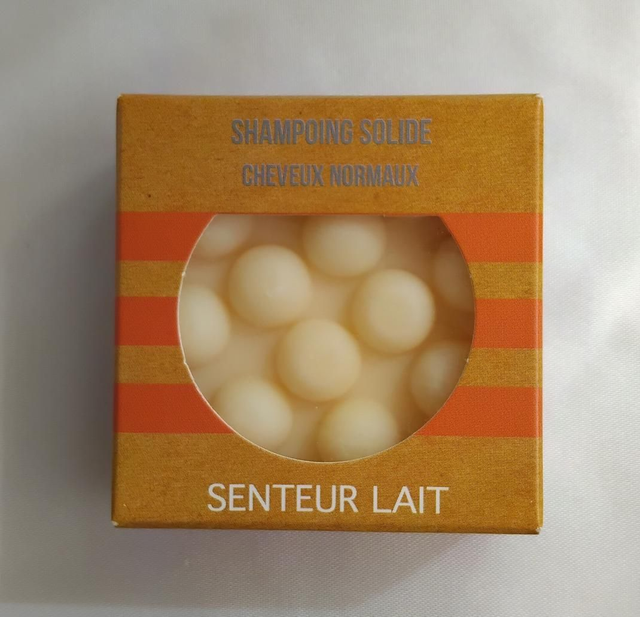 SHAMPOING SOLIDE
CHEVEUX NORMAUX
SENTEUR LAIT